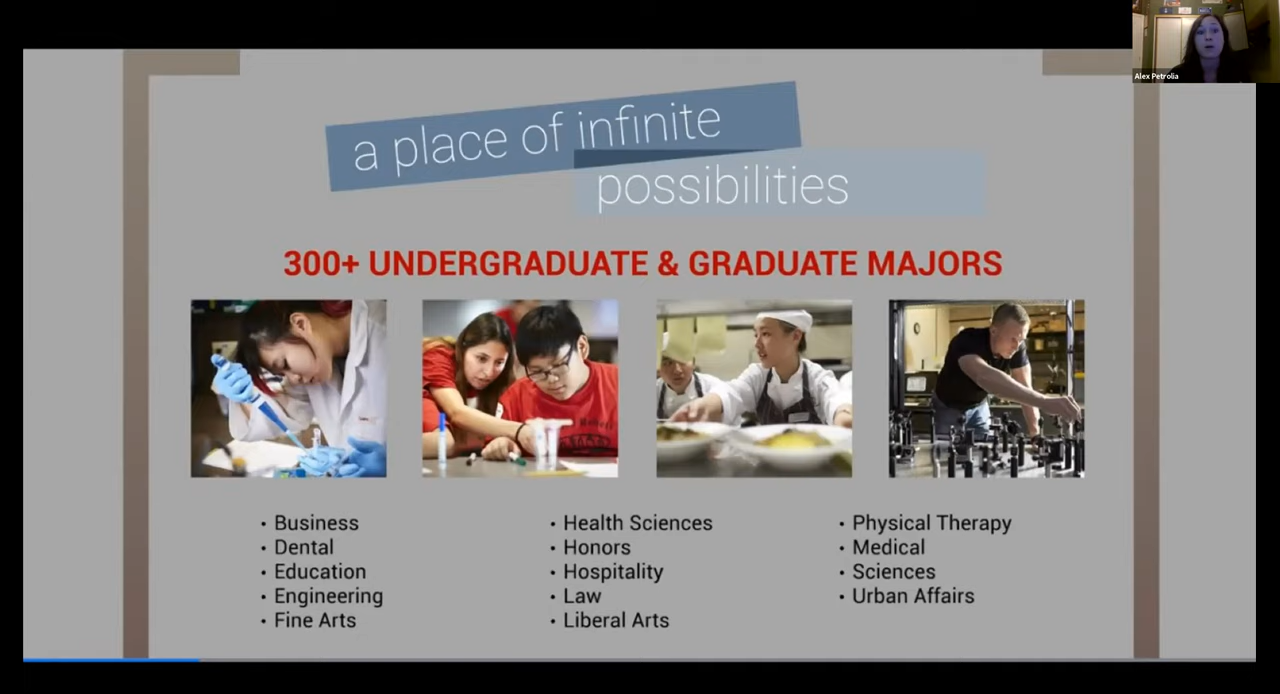 Alex Petrolia
a place of infinite
possibilities
300+ UNDERGRADUATE & GRADUATE MAJORS
• Business
• Dental
• Education
• Engineering
• Fine Arts
• Health Sciences
• Honors
• Hospitality
• Law
• Liberal Arts
• Physical Therapy
• Medical
• Sciences
• Urban Affairs